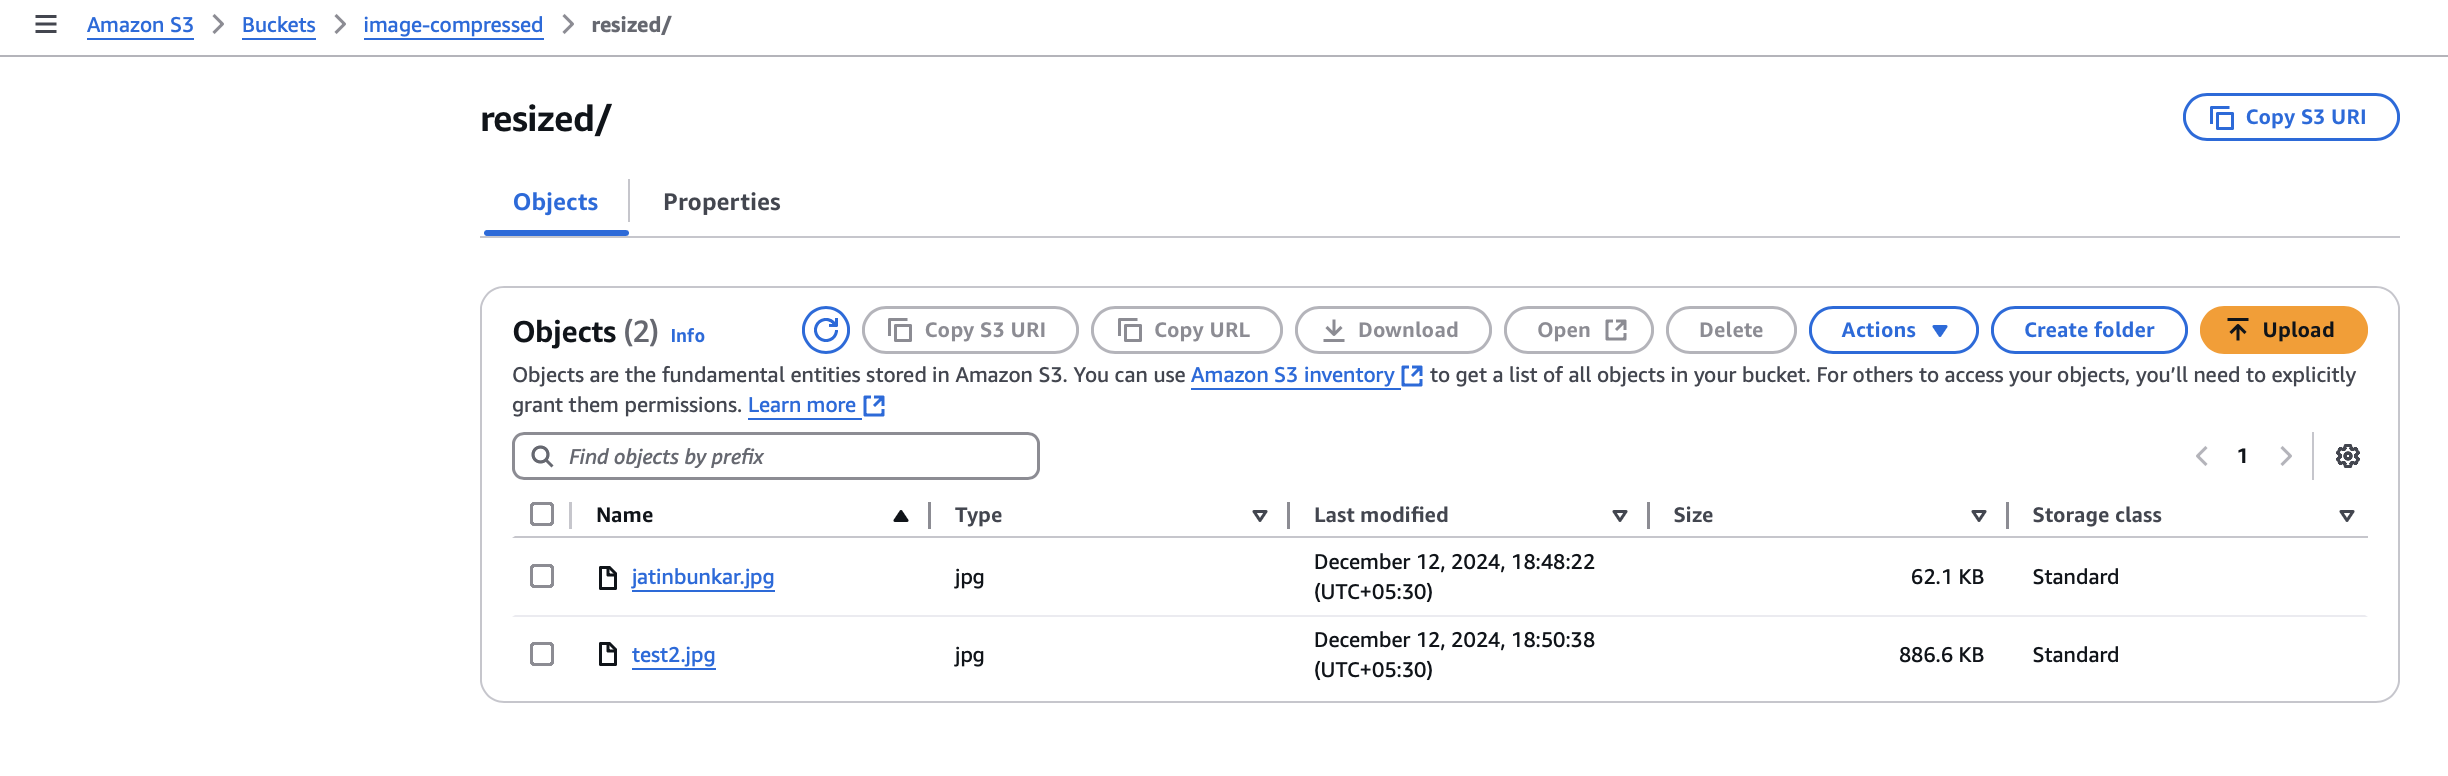 Amazon S3 > Buckets > image-compressed > resized/
resized/
Copy S3 URI
Objects
Properties
Objects (2) Info
Copy S3 URI
Copy URL
Download
Open
Delete
Actions
Create folder
Upload
Objects are the fundamental entities stored in Amazon S3. You can use Amazon S3 inventory to get a list of all objects in your bucket. For others to access your objects, you’ll need to explicitly
grant them permissions. Learn more
Find objects by prefix
1
Name
Type
Last modified
Size
Storage class
jatinbunkar.jpg
jpg
December 12, 2024, 18:48:22
(UTC+05:30)
62.1 KB
Standard
test2.jpg
jpg
December 12, 2024, 18:50:38
(UTC+05:30)
886.6 KB
Standard